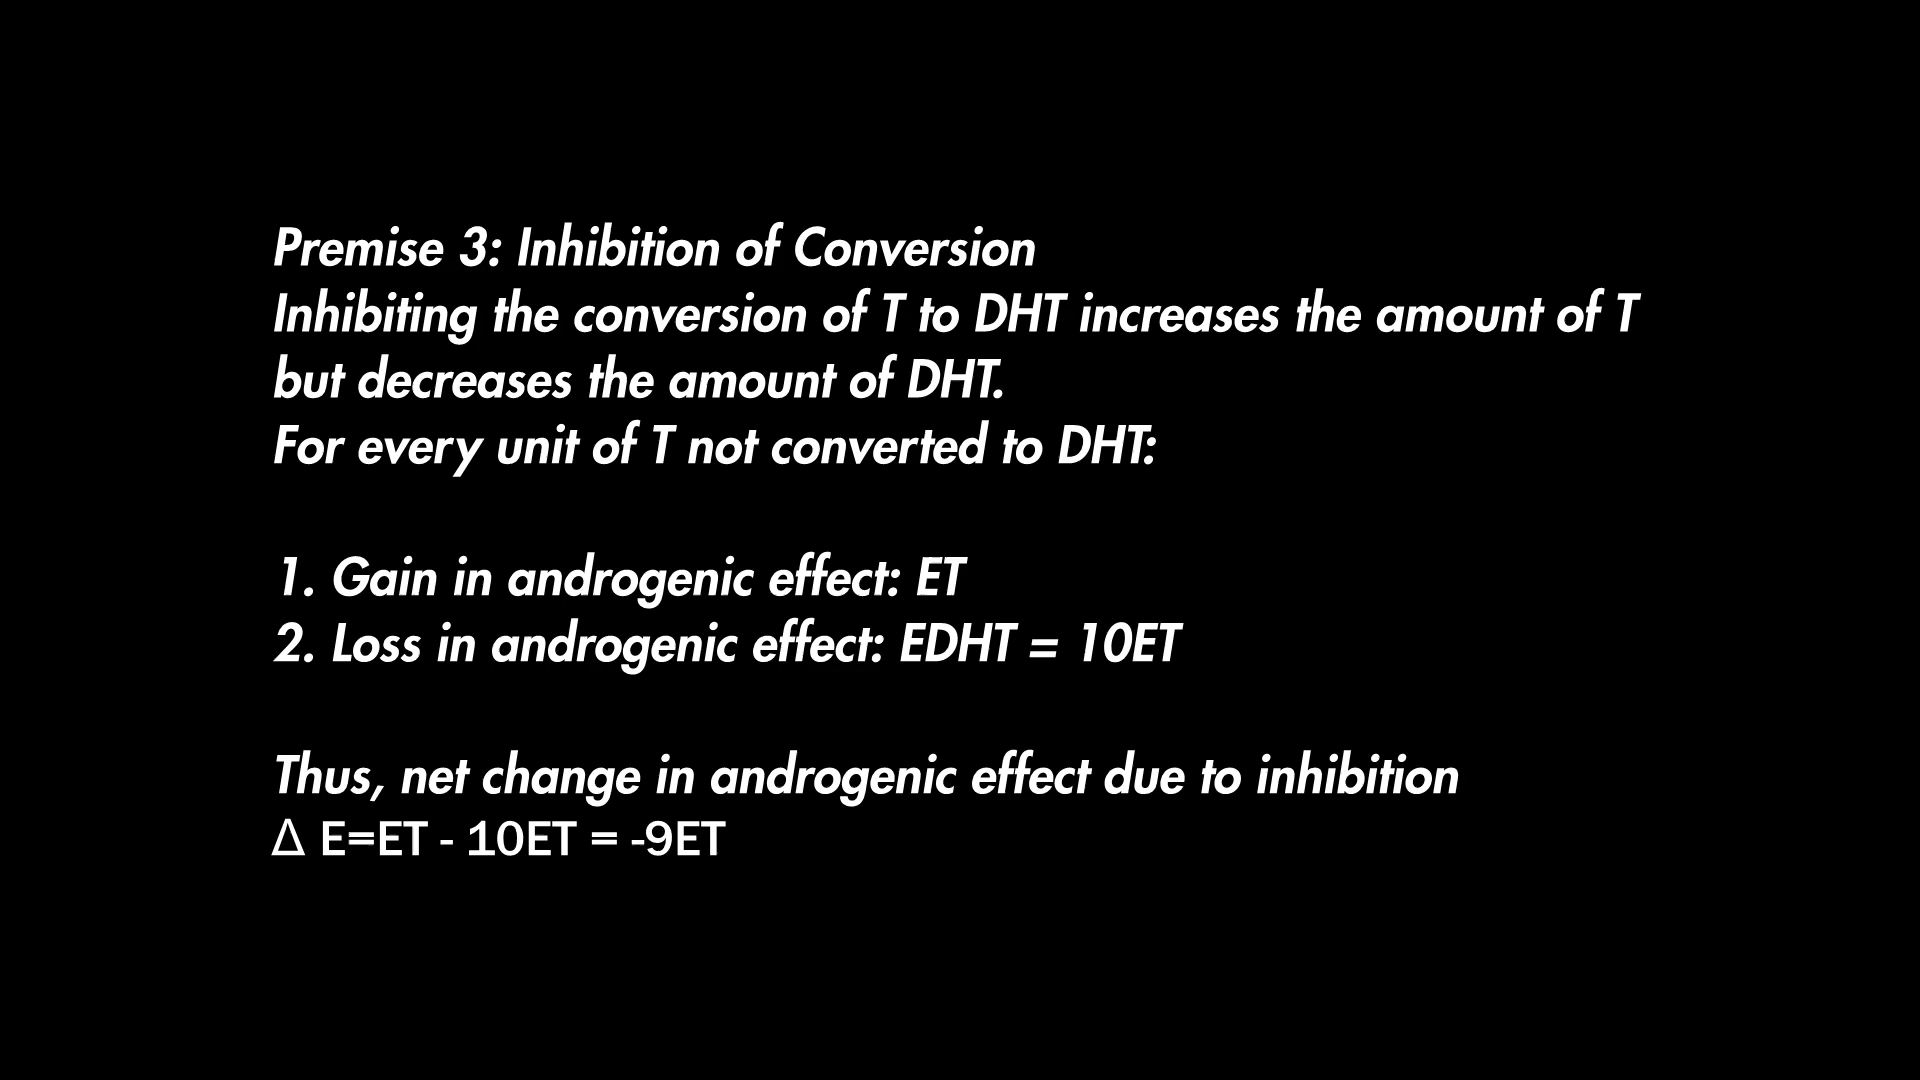 Premise 3: Inhibition of Conversion
Inhibiting the conversion of T to DHT increases the amount of T
but decreases the amount of DHT.
For every unit of T not converted to DHT:
1. Gain in androgenic effect: ET
2. Loss in androgenic effect: EDHT = 10ET
Thus, net change in androgenic effect due to inhibition
Δ E=ET - 10ET = -9ET